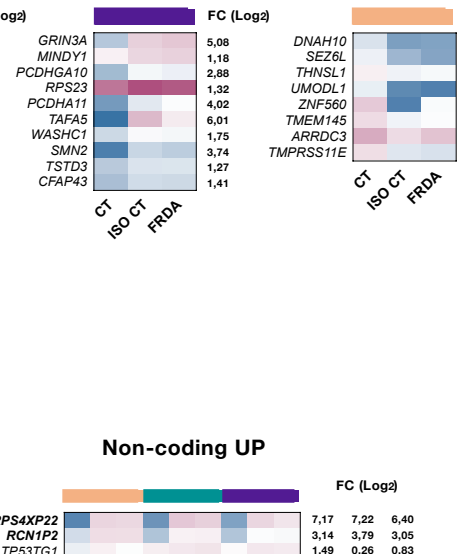 og2) FC (Log2)
GRIN3A 5,08
MINDY1 1,18
PCDHGA10 2,88
RPS23 1,32
PCDHA11 4,02
TAFA5 6,01
WASHC1 1,75
SMN2 3,74
TSTD3 1,27
CFAP43 1,41
CT ISO CT FRDA
DNAH10
SEZ6L
THNSL1
UMODL1
ZNF560
TMEM145
ARRDC3
TMPRSS11E
CT ISO CT FRDA
Non-coding UP
FC (Log2)
PS4XP22 7,17 7,22 6,40
RCN1P2 3,14 3,79 3,05
TP53TG1 1,49 0,26 0,83